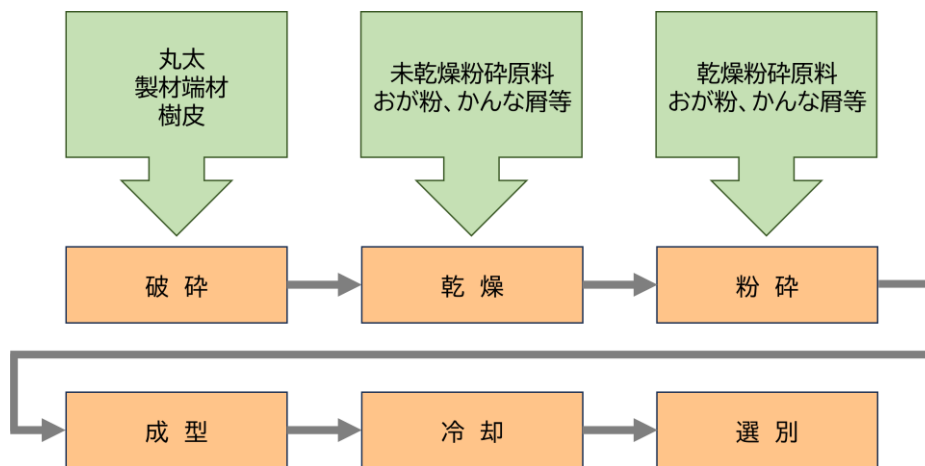 丸太
製材端材
樹皮
未乾燥粉砕原料
おが粉、かんな屑等
乾燥粉砕原料
おが粉、かんな屑等
破 砕
乾 燥
粉 砕
成 型
冷 却
選 別